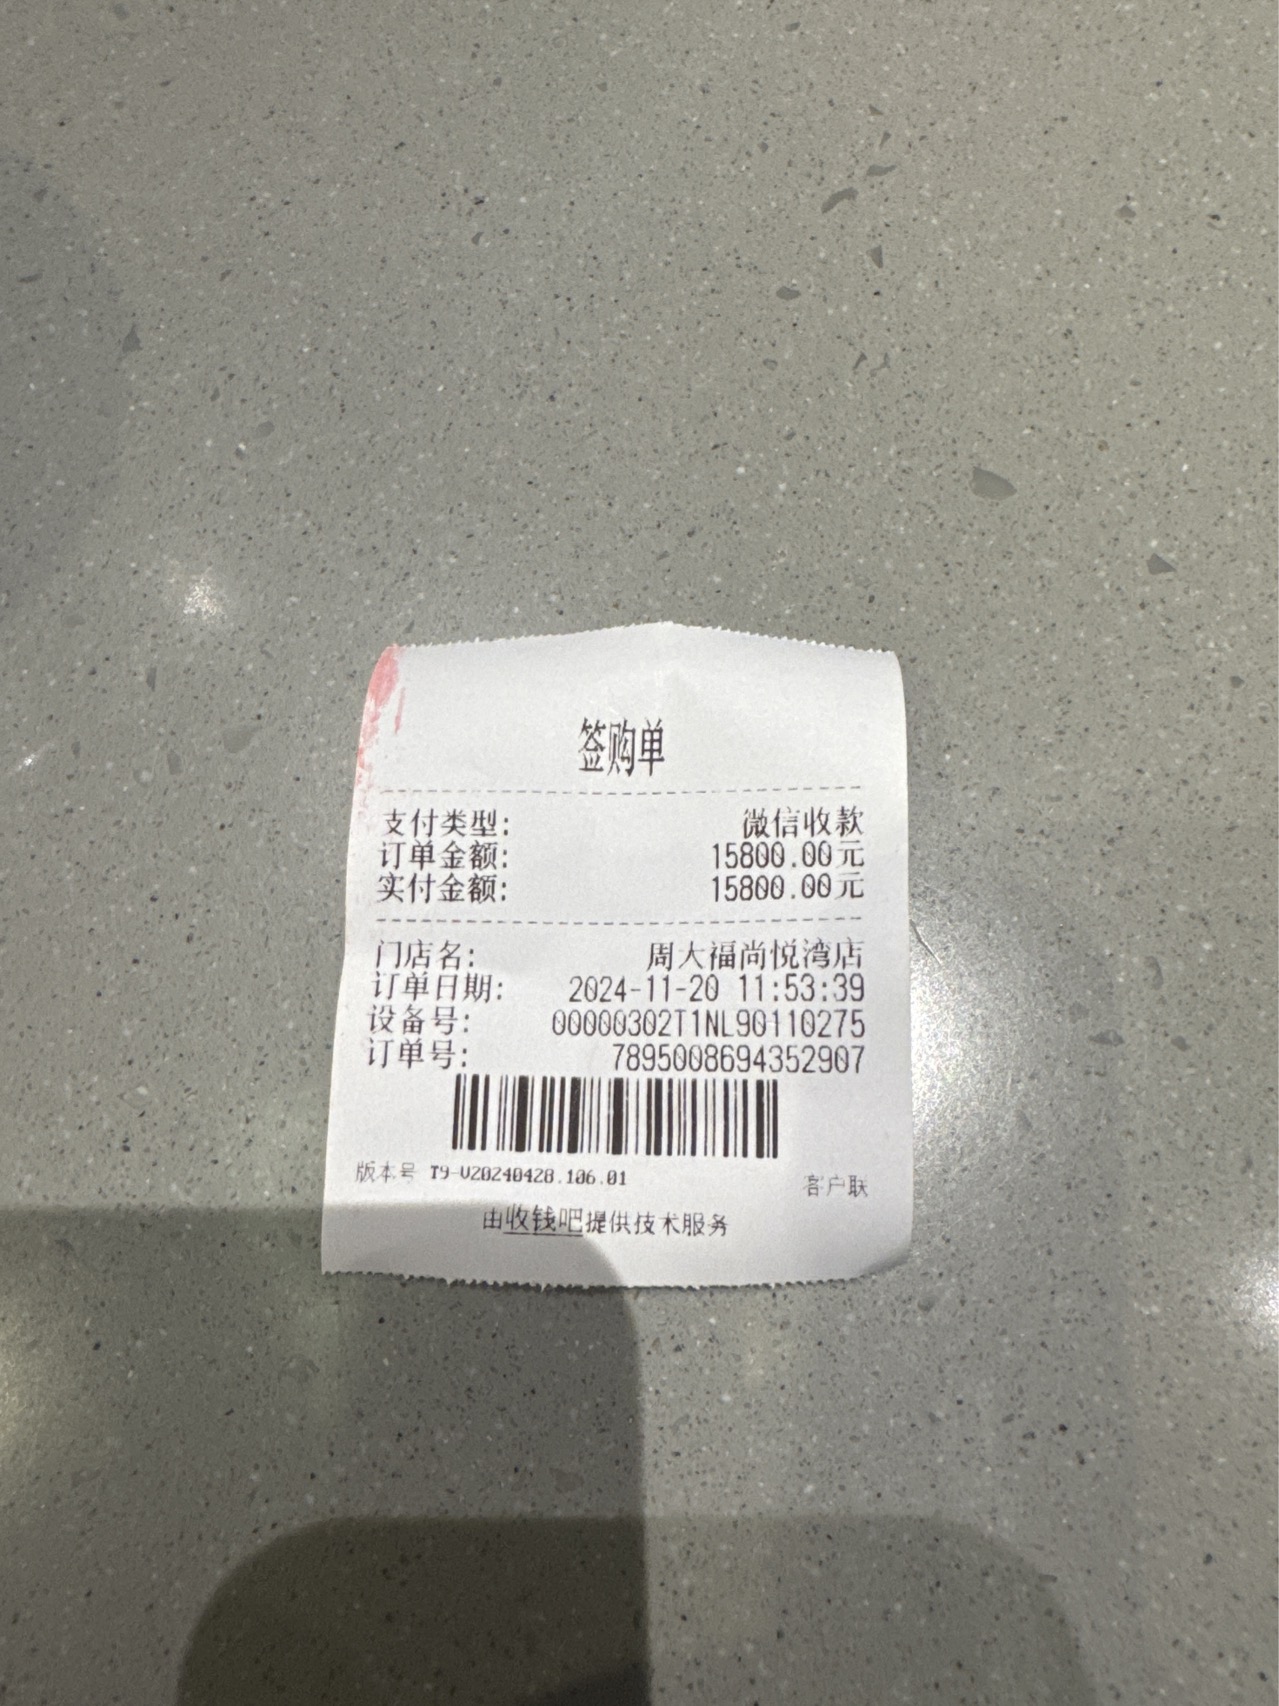 签购单
支付类型: 微信收款
订单金额: 15800.00元
实付金额: 15800.00元
门店名: 周大福尚悦湾店
订单日期: 2024-11-20 11:53:39
设备号: 00000302T1NL90110275
订单号: 7895008694352907
版本号 T9-V20240428.106.01 客户联
由收钱吧提供技术服务